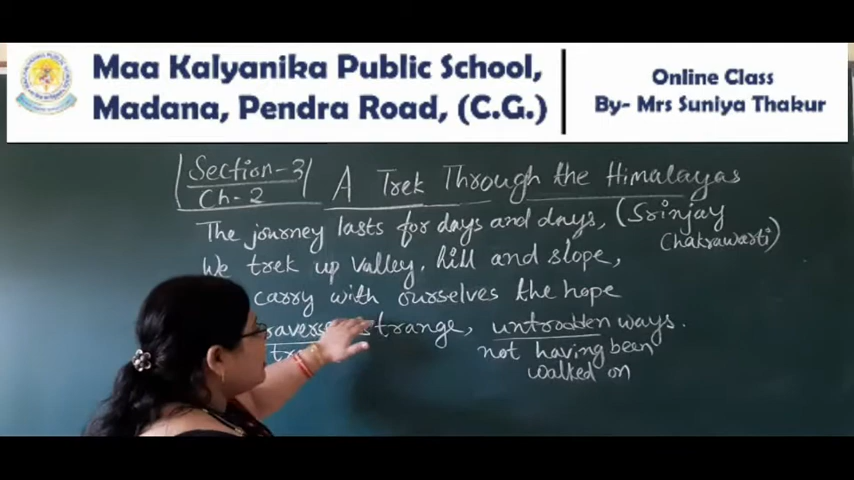 Maa Kalyanika Public School,
Madana, Pendra Road, (C.G.)
Online Class
By- Mrs Suniya Thakur
Section-3
Ch-2
A Trek Through the Himalayas
(Srinjay
Chakrawarti)
The journey lasts for days and days,
We trek up valley, hill and slope,
carry with ourselves the hope
strange, untrodden ways.
not having been
walked on